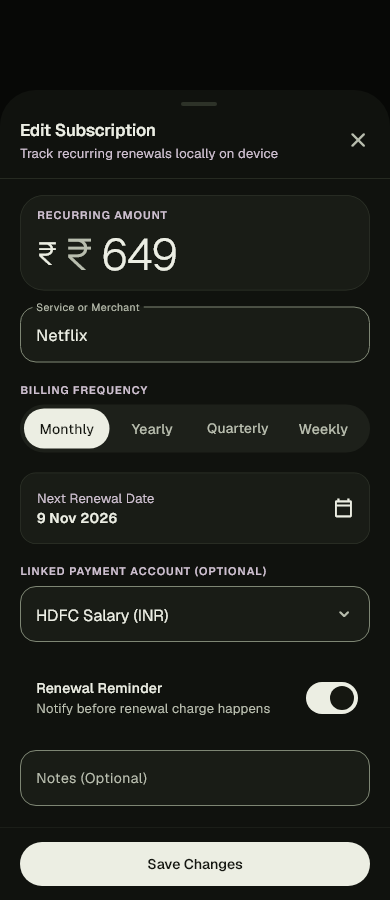 Edit Subscription
Track recurring renewals locally on device
RECURRING AMOUNT
₹ ₹ 649
Service or Merchant
Netflix
BILLING FREQUENCY
Monthly Yearly Quarterly Weekly
Next Renewal Date
9 Nov 2026
LINKED PAYMENT ACCOUNT (OPTIONAL)
HDFC Salary (INR)
Renewal Reminder
Notify before renewal charge happens
Notes (Optional)
Save Changes